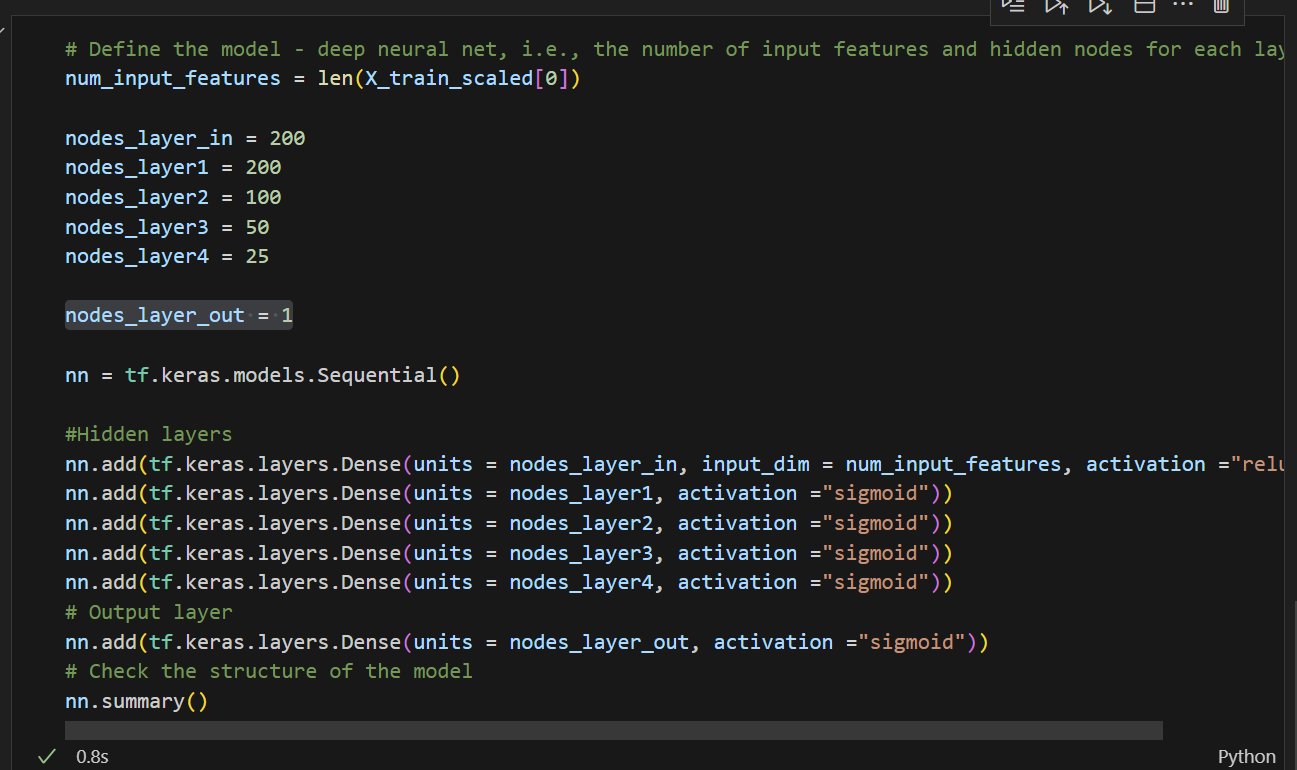 # Define the model - deep neural net, i.e., the number of input features and hidden nodes for each
num_input_features = len(X_train_scaled[0])
nodes_layer_in = 200
nodes_layer1 = 200
nodes_layer2 = 100
nodes_layer3 = 50
nodes_layer4 = 25
nodes_layer_out = 1
nn = tf.keras.models.Sequential()
#Hidden layers
nn.add(tf.keras.layers.Dense(units = nodes_layer_in, input_dim = num_input_features, activation ="relu
nn.add(tf.keras.layers.Dense(units = nodes_layer1, activation ="sigmoid"))
nn.add(tf.keras.layers.Dense(units = nodes_layer2, activation ="sigmoid"))
nn.add(tf.keras.layers.Dense(units = nodes_layer3, activation ="sigmoid"))
nn.add(tf.keras.layers.Dense(units = nodes_layer4, activation ="sigmoid"))
# Output layer
nn.add(tf.keras.layers.Dense(units = nodes_layer_out, activation ="sigmoid"))
# Check the structure of the model
nn.summary()
0.8s
Python